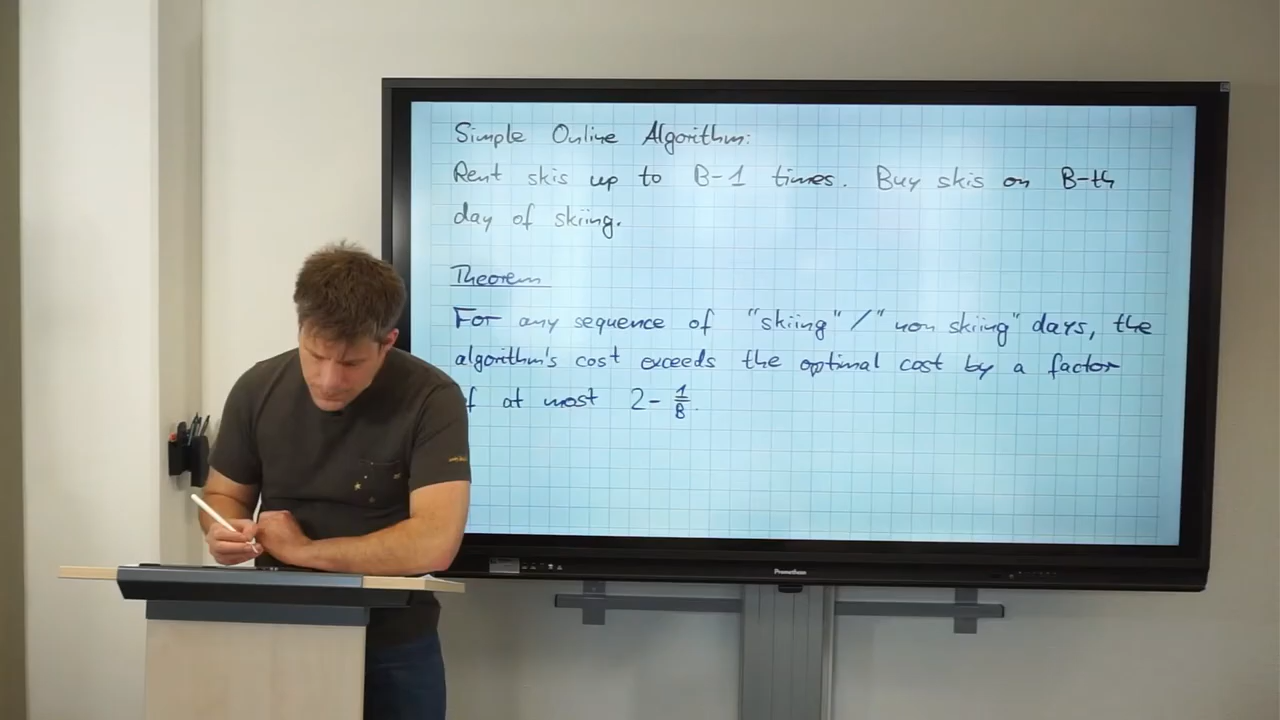 Simple Online Algorithm:
Rent skis up to B-1 times. Buy skis on B-th
day of skiing.
Theorem
For any sequence of "skiing" / "non skiing" days, the
algorithm's cost exceeds the optimal cost by a factor
of at most 2 - 1/B.
Promethean